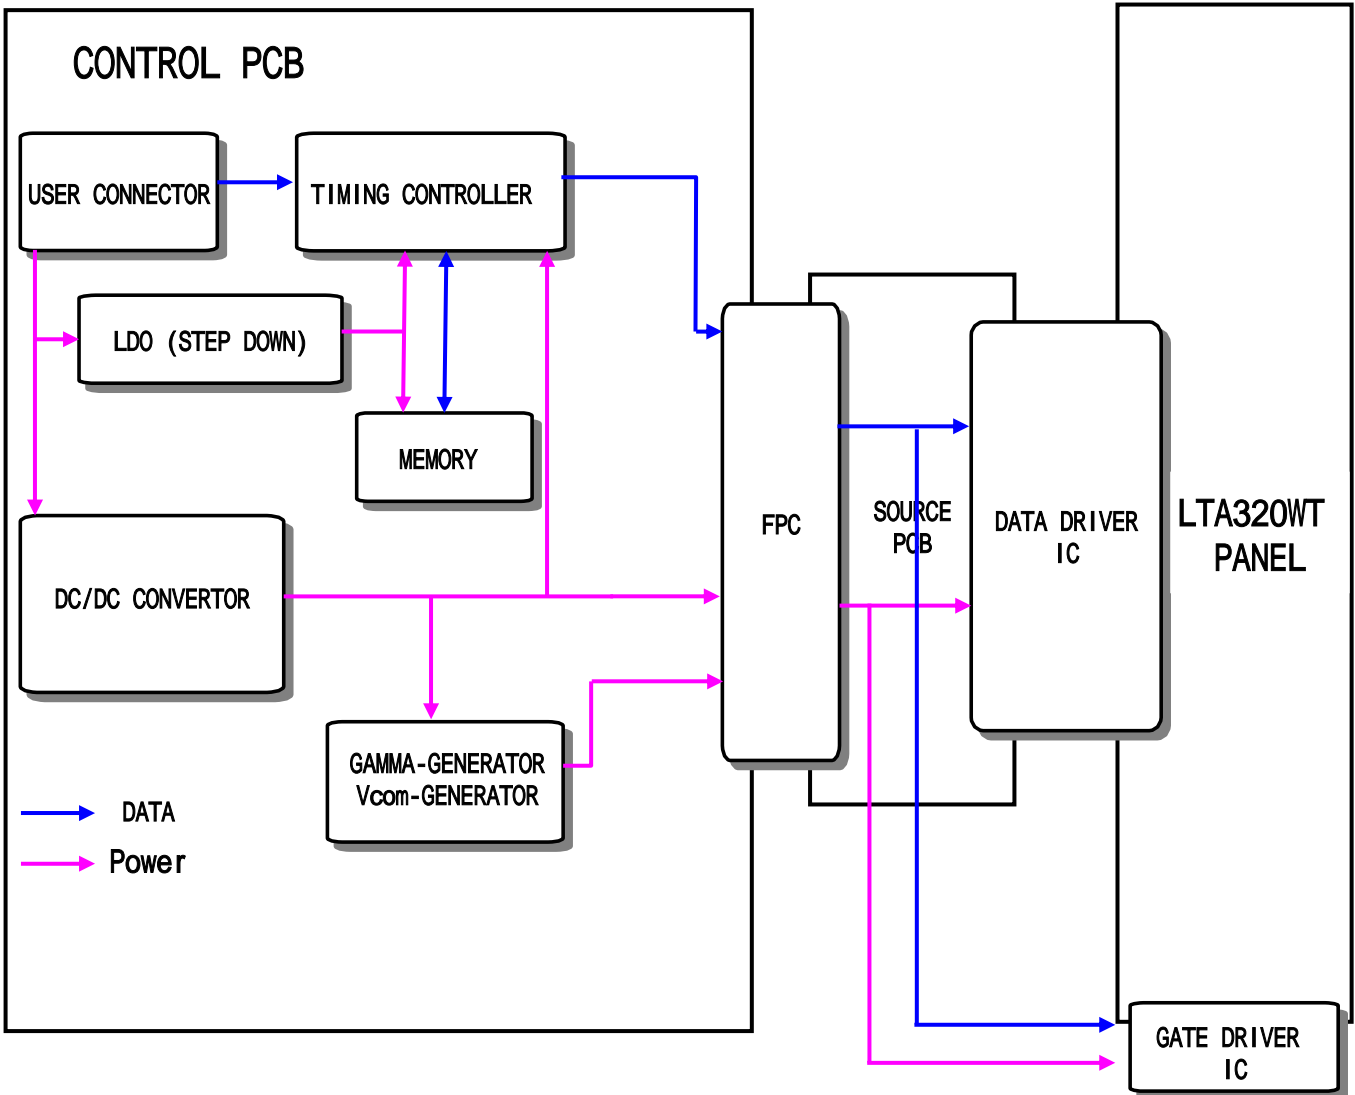 CONTROL PCB
USER CONNECTOR
TIMING CONTROLLER
LDO (STEP DOWN)
MEMORY
DC/DC CONVERTOR
GAMMA-GENERATOR
Vcom-GENERATOR
DATA
Power
FPC
SOURCE
PCB
DATA DRIVER
IC
LTA320WT
PANEL
GATE DRIVER
IC